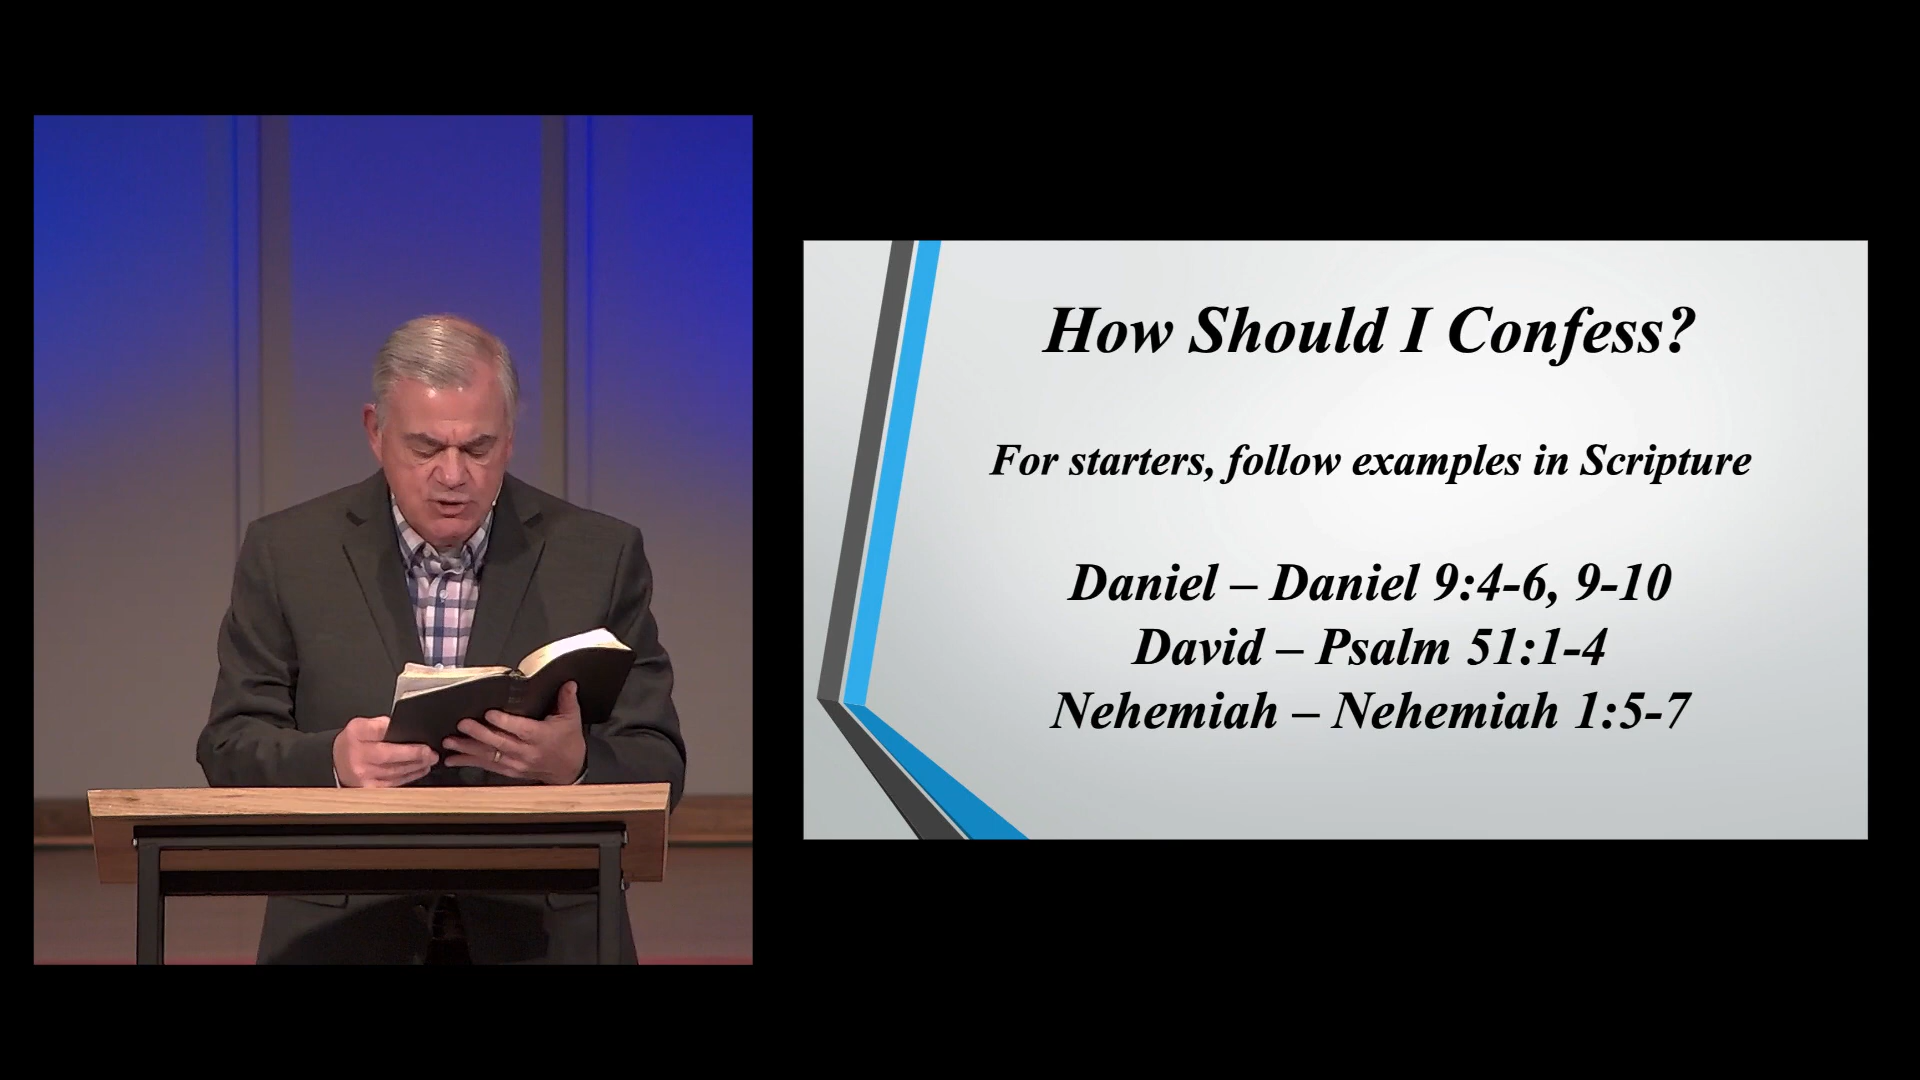 How Should I Confess?
For starters, follow examples in Scripture
Daniel – Daniel 9:4-6, 9-10
David – Psalm 51:1-4
Nehemiah – Nehemiah 1:5-7